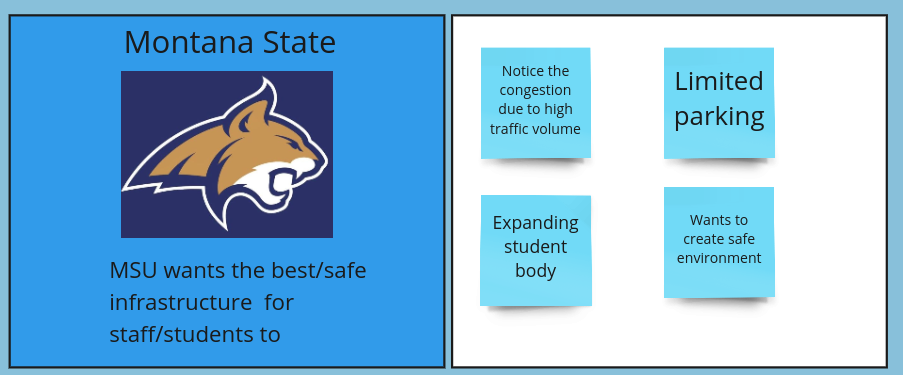 Montana State
MSU wants the best/safe
infrastructure for
staff/students to
Notice the
congestion
due to high
traffic volume
Limited
parking
Expanding
student
body
Wants to
create safe
environment